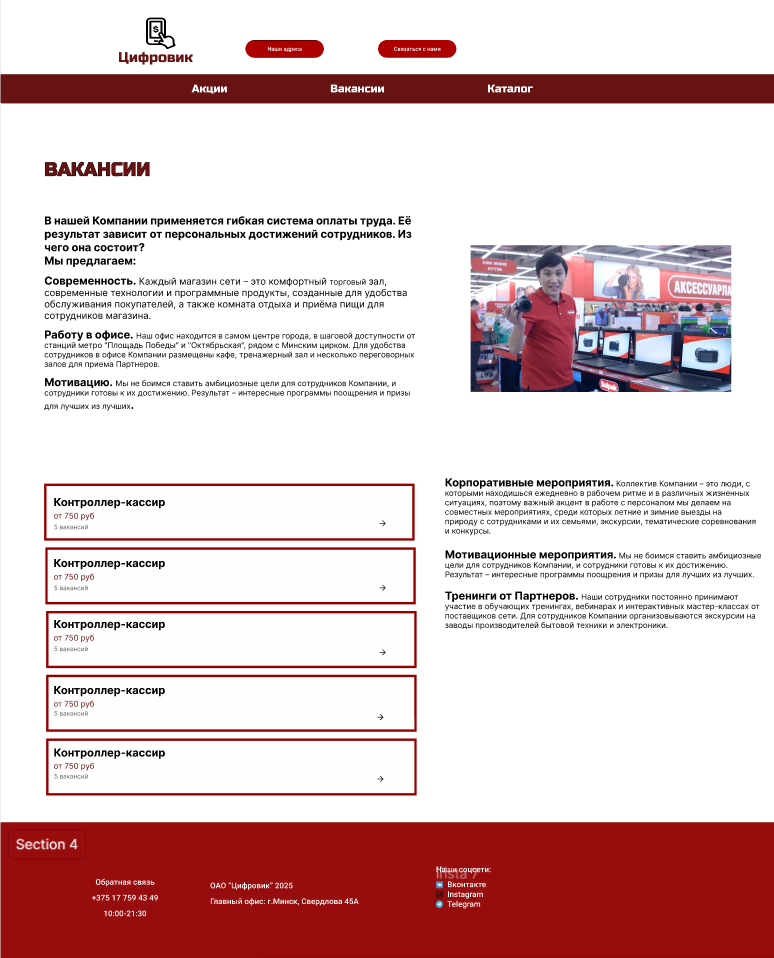 Цифровик
Наши адреса
Связаться с нами
Акции
Вакансии
Каталог
ВАКАНСИИ
В нашей Компании применяется гибкая система оплаты труда. Её
результат зависит от персональных достижений сотрудников. Из
чего она состоит?
Мы предлагаем:
Современность. Каждый магазин сети – это комфортный торговый зал,
современные технологии и программные продукты, созданные для удобства
обслуживания покупателей, а также комната отдыха и приёма пищи для
сотрудников магазина.
Работу в офисе. Наш офис находится в самом центре города, в шаговой доступности от
станций метро "Площадь Победы" и "Октябрьская", рядом с Минским цирком. Для удобства
сотрудников в офисе Компании размещены кафе, тренажерный зал и несколько переговорных
залов для приема Партнеров.
Мотивацию. Мы не боимся ставить амбициозные цели для сотрудников Компании, и
сотрудники готовы к их достижению. Результат – интересные программы поощрения и призы
для лучших из лучших.
АКСЕССУАРА
Контроллер-кассир
от 750 руб
5 вакансий
Контроллер-кассир
от 750 руб
5 вакансий
Контроллер-кассир
от 750 руб
5 вакансий
Контроллер-кассир
от 750 руб
5 вакансий
Контроллер-кассир
от 750 руб
5 вакансий
Корпоративные мероприятия. Коллектив Компании – это люди, с
которыми находишься ежедневно в рабочем ритме и в различных жизненных
ситуациях, поэтому важный акцент в работе с персоналом мы делаем на
совместных мероприятиях, среди которых летние и зимние выезды на
природу с сотрудниками и их семьями, экскурсии, тематические соревнования
и конкурсы.
Мотивационные мероприятия. Мы не боимся ставить амбициозные
цели для сотрудников Компании, и сотрудники готовы к их достижению.
Результат – интересные программы поощрения и призы для лучших из лучших.
Тренинги от Партнеров. Наши сотрудники постоянно принимают
участие в обучающих тренингах, вебинарах и интерактивных мастер-классах от
поставщиков сети. Для сотрудников Компании организовываются экскурсии на
заводы производителей бытовой техники и электроники.
Section 4
Обратная связь
+375 17 759 43 49
10:00-21:30
ОАО "Цифровик" 2025
Главный офис: г.Минск, Свердлова 45А
Наши соцсети:
insta 7
Вконтакте
Instagram
Telegram